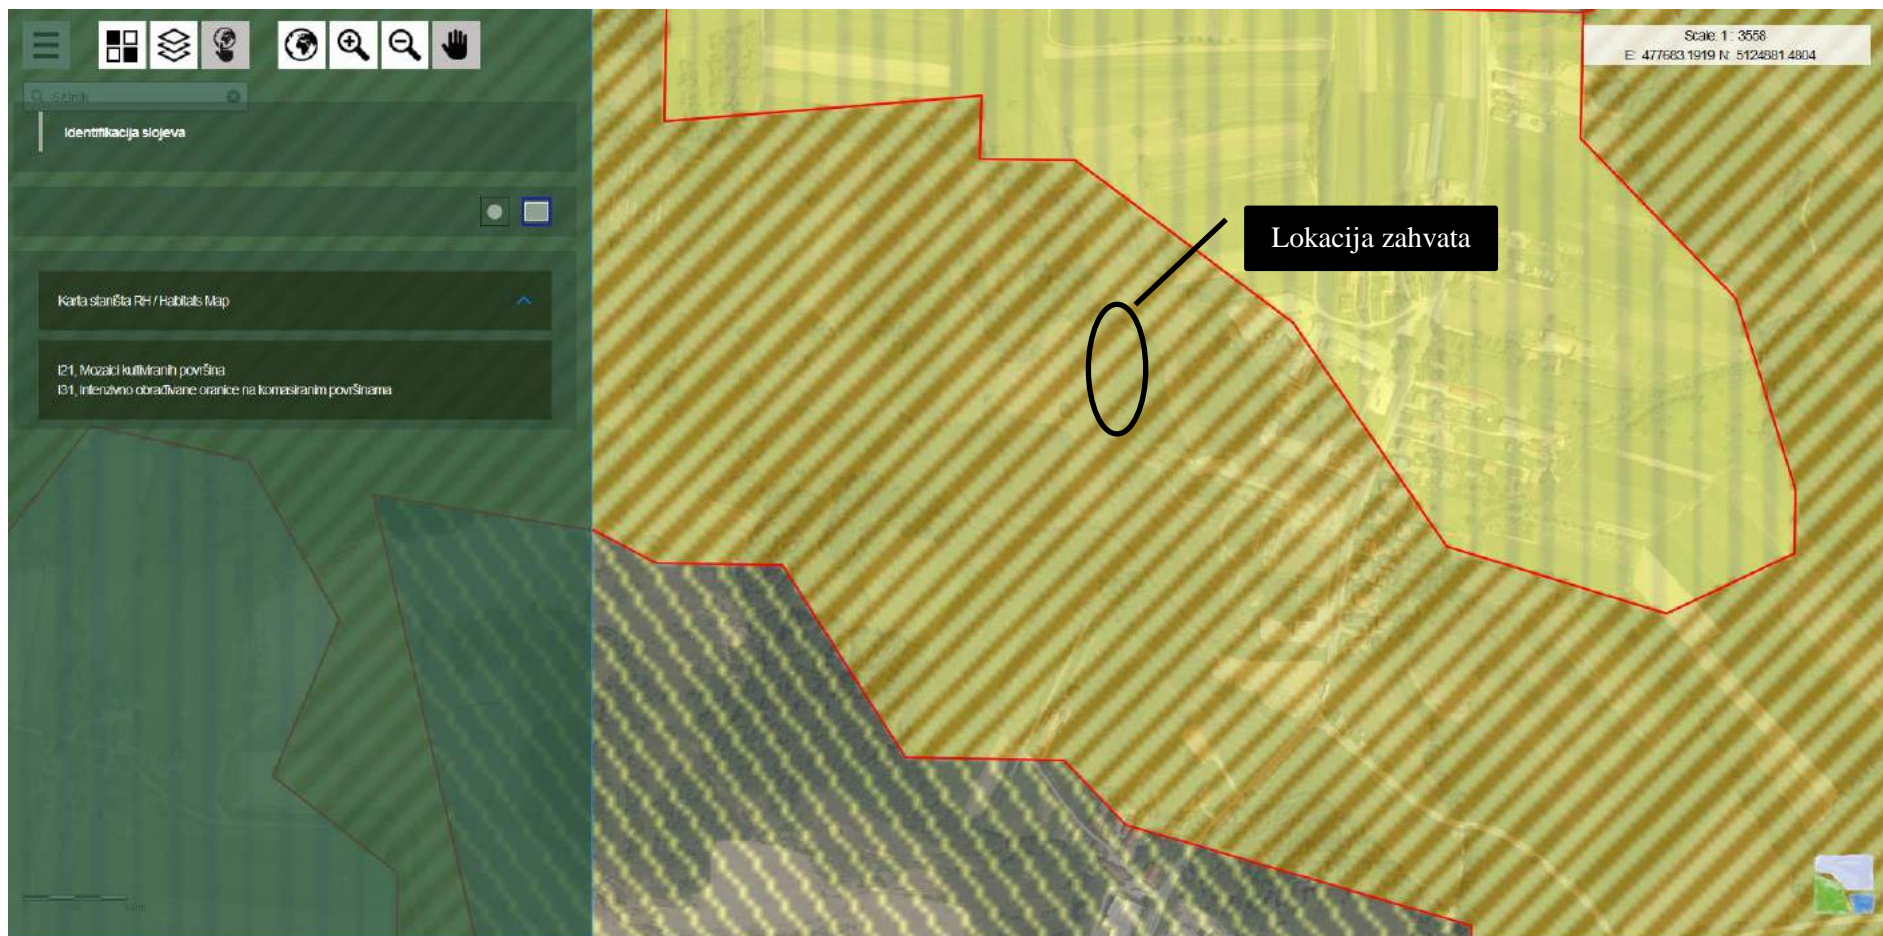 Scale: 1 : 3558
E: 477683.1919 N: 5124881.4804
Identifikacija slojeva
Lokacija zahvata
Karta staništa RH / Habitats Map
I21, Mozaici kultiviranih površina
I31, Intenzivno obrađivane oranice na komasiranim površinama